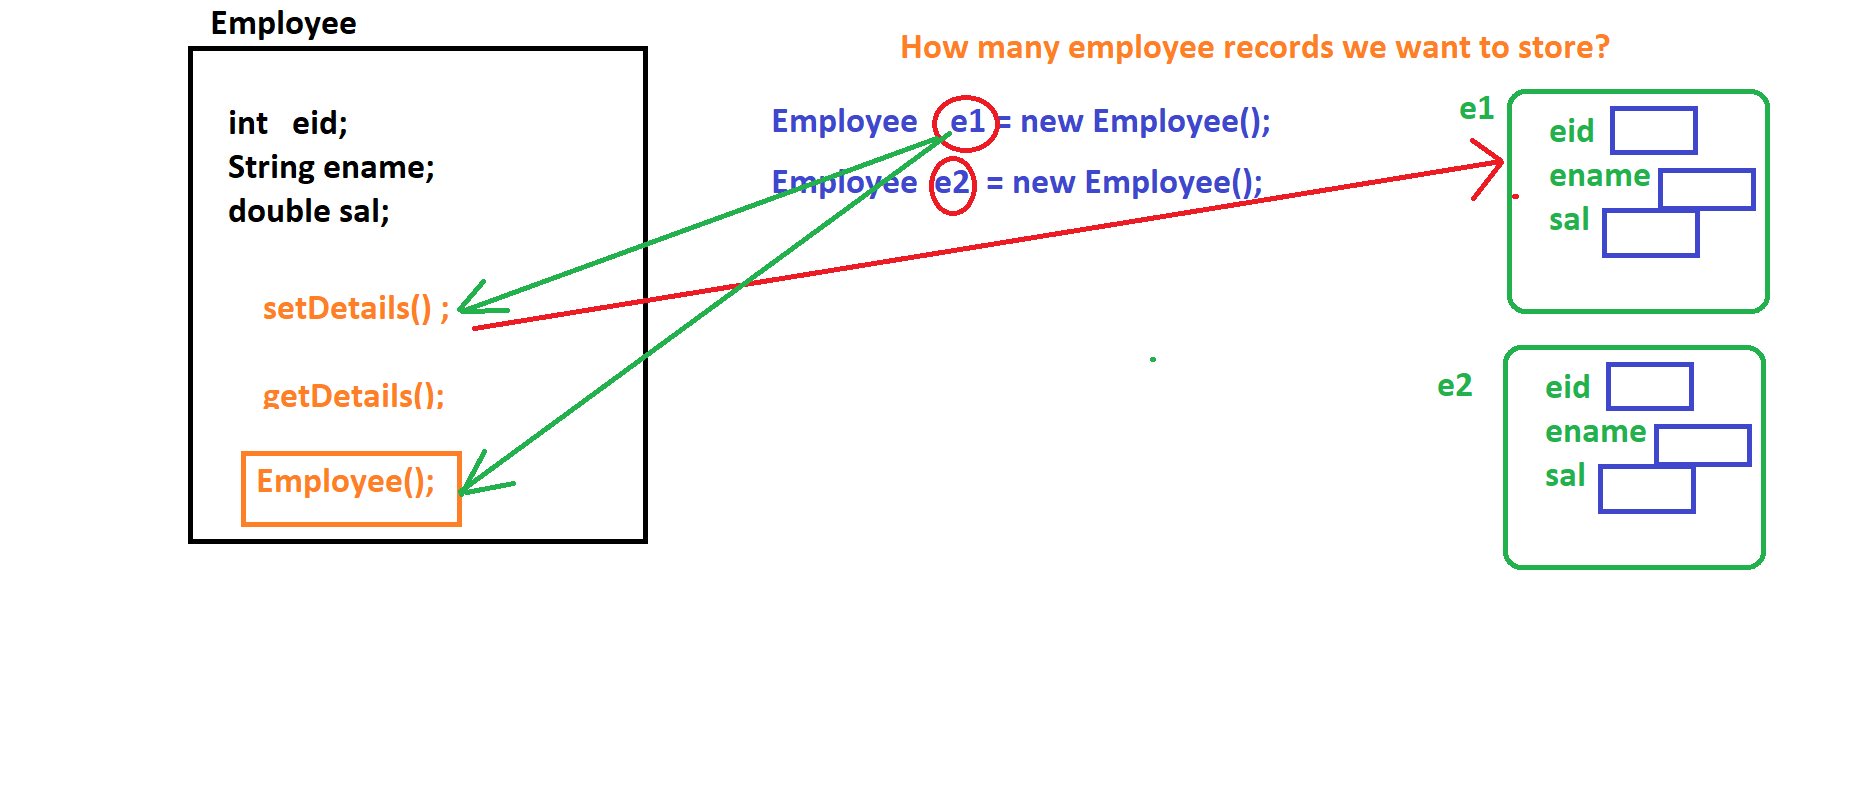 Employee
int eid;
String ename;
double sal;
setDetails() ;
getDetails();
Employee();
How many employee records we want to store?
Employee e1 = new Employee();
Employee e2 = new Employee();
e1
eid
ename
sal
e2
eid
ename
sal